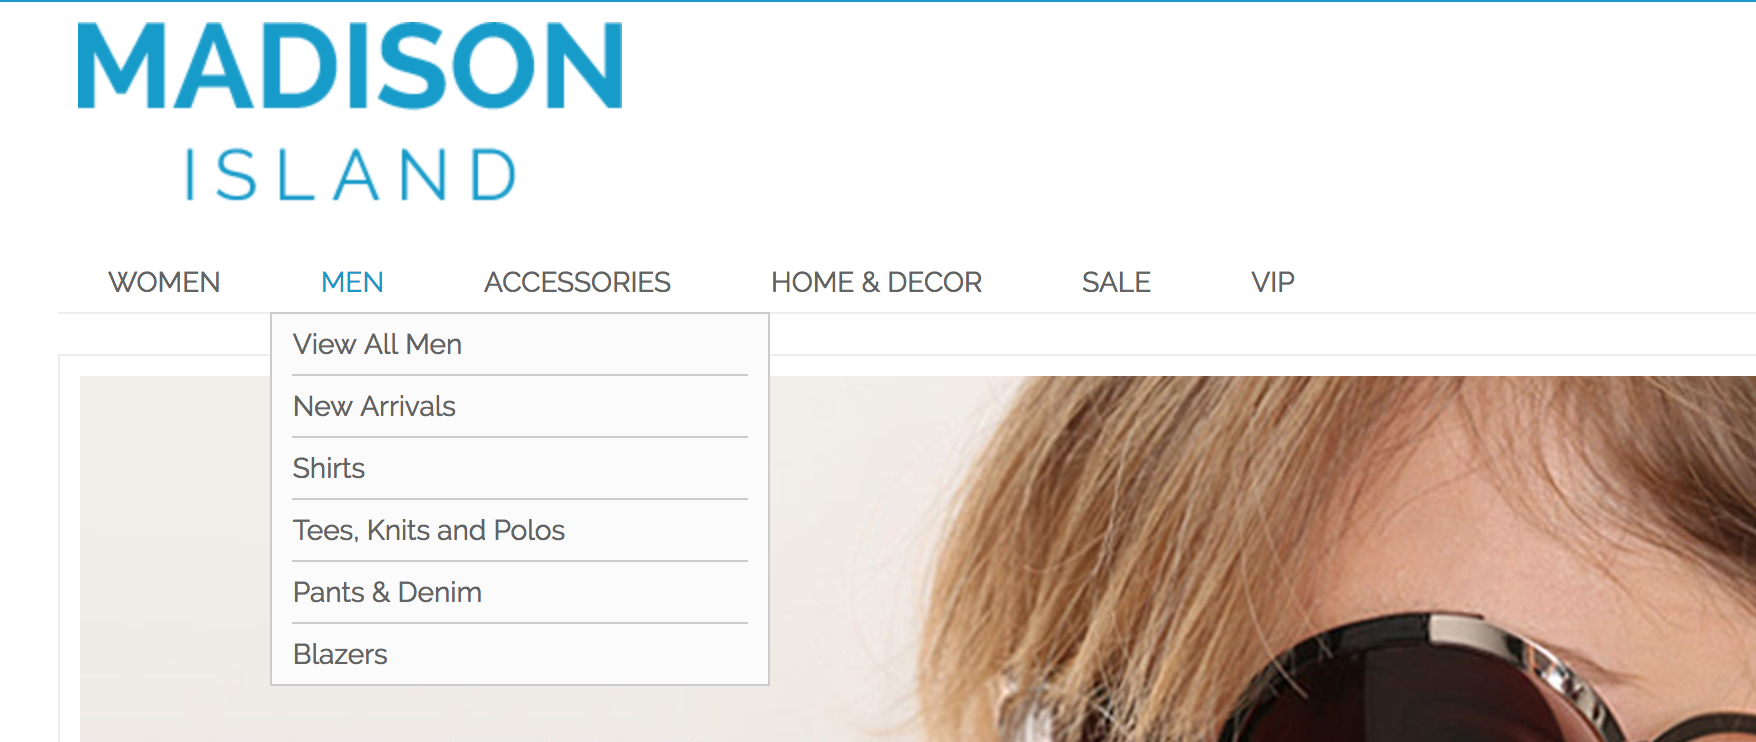 MADISON
ISLAND
WOMEN MEN ACCESSORIES HOME & DECOR SALE VIP
View All Men
New Arrivals
Shirts
Tees, Knits and Polos
Pants & Denim
Blazers